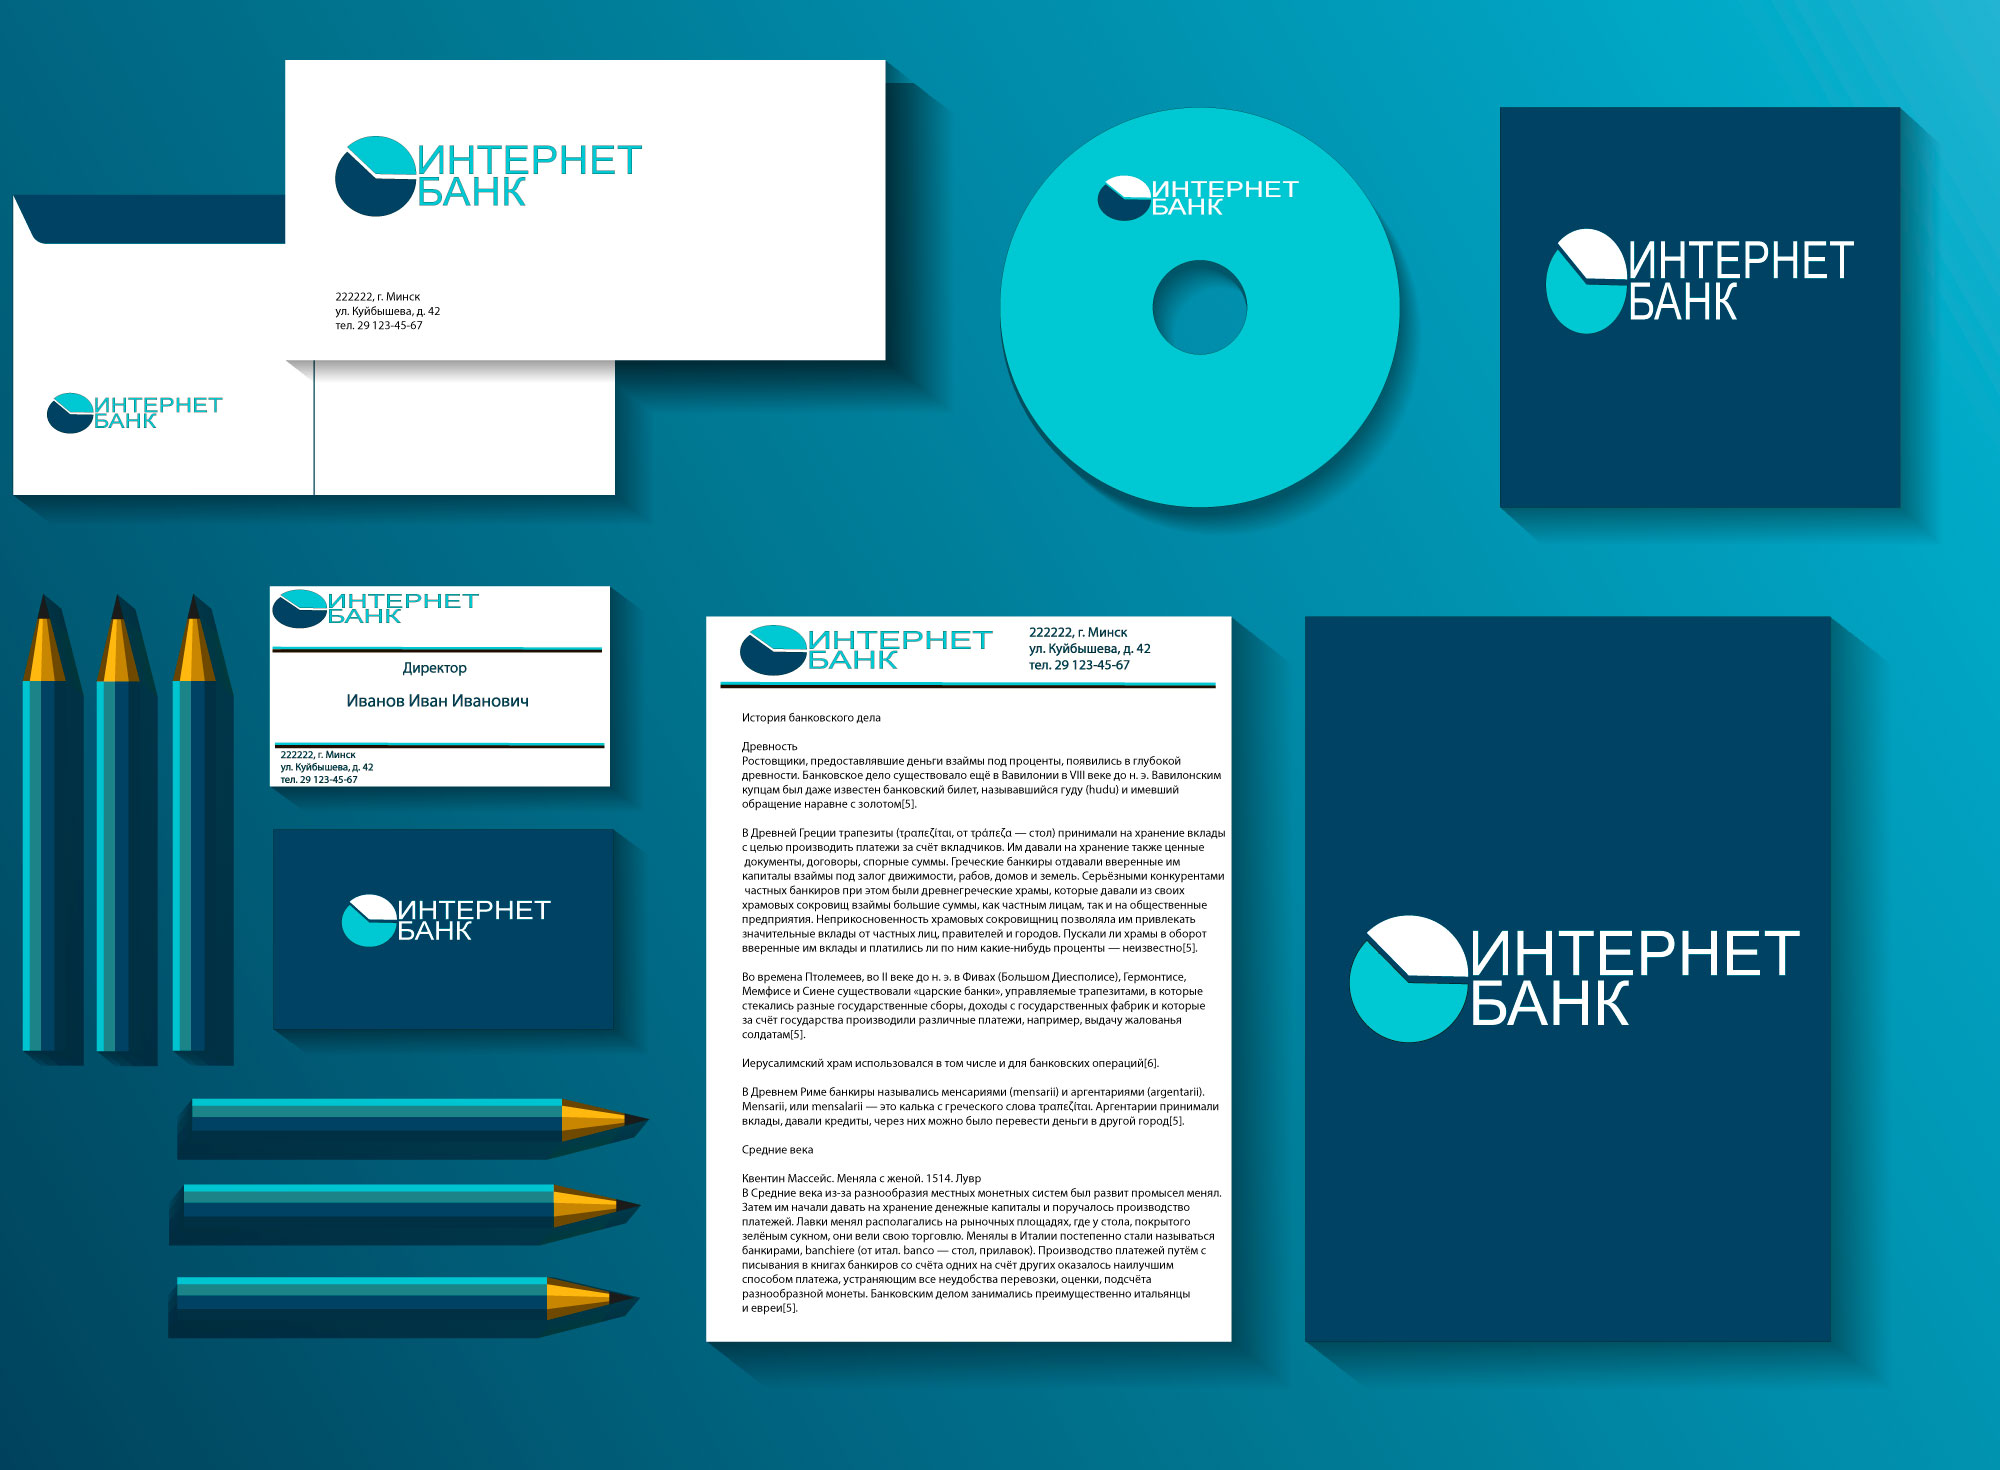 ИНТЕРНЕТ
БАНК
222222, г. Минск
ул. Куйбышева, д. 42
тел. 29 123-45-67
ИНТЕРНЕТ
БАНК
ИНТЕРНЕТ
БАНК
ИНТЕРНЕТ
БАНК
ИНТЕРНЕТ
БАНК
Директор
Иванов Иван Иванович
222222, г. Минск
ул. Куйбышева, д. 42
тел. 29 123-45-67
ИНТЕРНЕТ
БАНК
ИНТЕРНЕТ
БАНК
222222, г. Минск
ул. Куйбышева, д. 42
тел. 29 123-45-67
История банковского дела
Древность
Ростовщики, предоставлявшие деньги взаймы под проценты, появились в глубокой
древности. Банковское дело существовало ещё в Вавилонии в VIII веке до н. э. Вавилонским
купцам был даже известен банковский билет, называвшийся гуду (hudu) и имевший
обращение наравне с золотом[5].
В Древней Греции трапезиты (τραπεζίται, от τράπεζα — стол) принимали на хранение вклады
с целью производить платежи за счёт вкладчиков. Им давали на хранение также ценные
документы, договоры, спорные суммы. Греческие банкиры отдавали вверенные им
капиталы взаймы под залог движимости, рабов, домов и земель. Серьёзными конкурентами
частных банкиров при этом были древнегреческие храмы, которые давали из своих
храмовых сокровищ взаймы большие суммы, как частным лицам, так и на общественные
предприятия. Неприкосновенность храмовых сокровищниц позволяла им привлекать
значительные вклады от частных лиц, правителей и городов. Пускали ли храмы в оборот
вверенные им вклады и платились ли по ним какие-нибудь проценты — неизвестно[5].
Во времена Птолемеев, во II веке до н. э. в Фивах (Большом Диесполисе), Гермонтисе,
Мемфисе и Сиене существовали «царские банки», управляемые трапезитами, в которые
стекались разные государственные сборы, доходы с государственных фабрик и которые
за счёт государства производили различные платежи, например, выдачу жалованья
солдатам[5].
Иерусалимский храм использовался в том числе и для банковских операций[6].
В Древнем Риме банкиры назывались менсариями (mensarii) и аргентариями (argentarii).
Mensarii, или mensalarii — это калька с греческого слова τραπεζίται. Аргентарии принимали
вклады, давали кредиты, через них можно было перевести деньги в другой город[5].
Средние века
Квентин Массейс. Меняла с женой. 1514. Лувр
В Средние века из-за разнообразия местных монетных систем был развит промысел менял.
Затем им начали давать на хранение денежные капиталы и поручалось производство
платежей. Лавки менял располагались на рыночных площадях, где у стола, покрытого
зелёным сукном, они вели свою торговлю. Менялы в Италии постепенно стали называться
банкирами, banchiere (от итал. banco — стол, прилавок). Производство платежей путём с
писывания в книгах банкиров со счёта одних на счёт других оказалось наилучшим
способом платежа, устраняющим все неудобства перевозки, оценки, подсчёта
разнообразной монеты. Банковским делом занимались преимущественно итальянцы
и евреи[5].
ИНТЕРНЕТ
БАНК